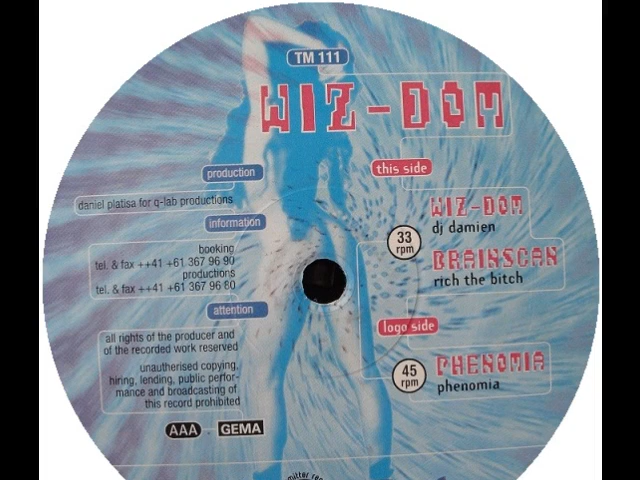 TM 111
WIZ-DOM
production
daniel platisa for q-lab productions
information
booking
tel. & fax ++41 +61 367 96 90
productions
tel. & fax ++41 +61 367 96 80
attention
all rights of the producer and
of the recorded work reserved
unauthorised copying,
hiring, lending, public perfor-
mance and broadcasting of
this record prohibited
AAA - GEMA
this side
33
rpm
WIZ-DOM
dj damien
BRAINSCAN
rich the bitch
logo side
45
rpm
PHENOMIA
phenomia